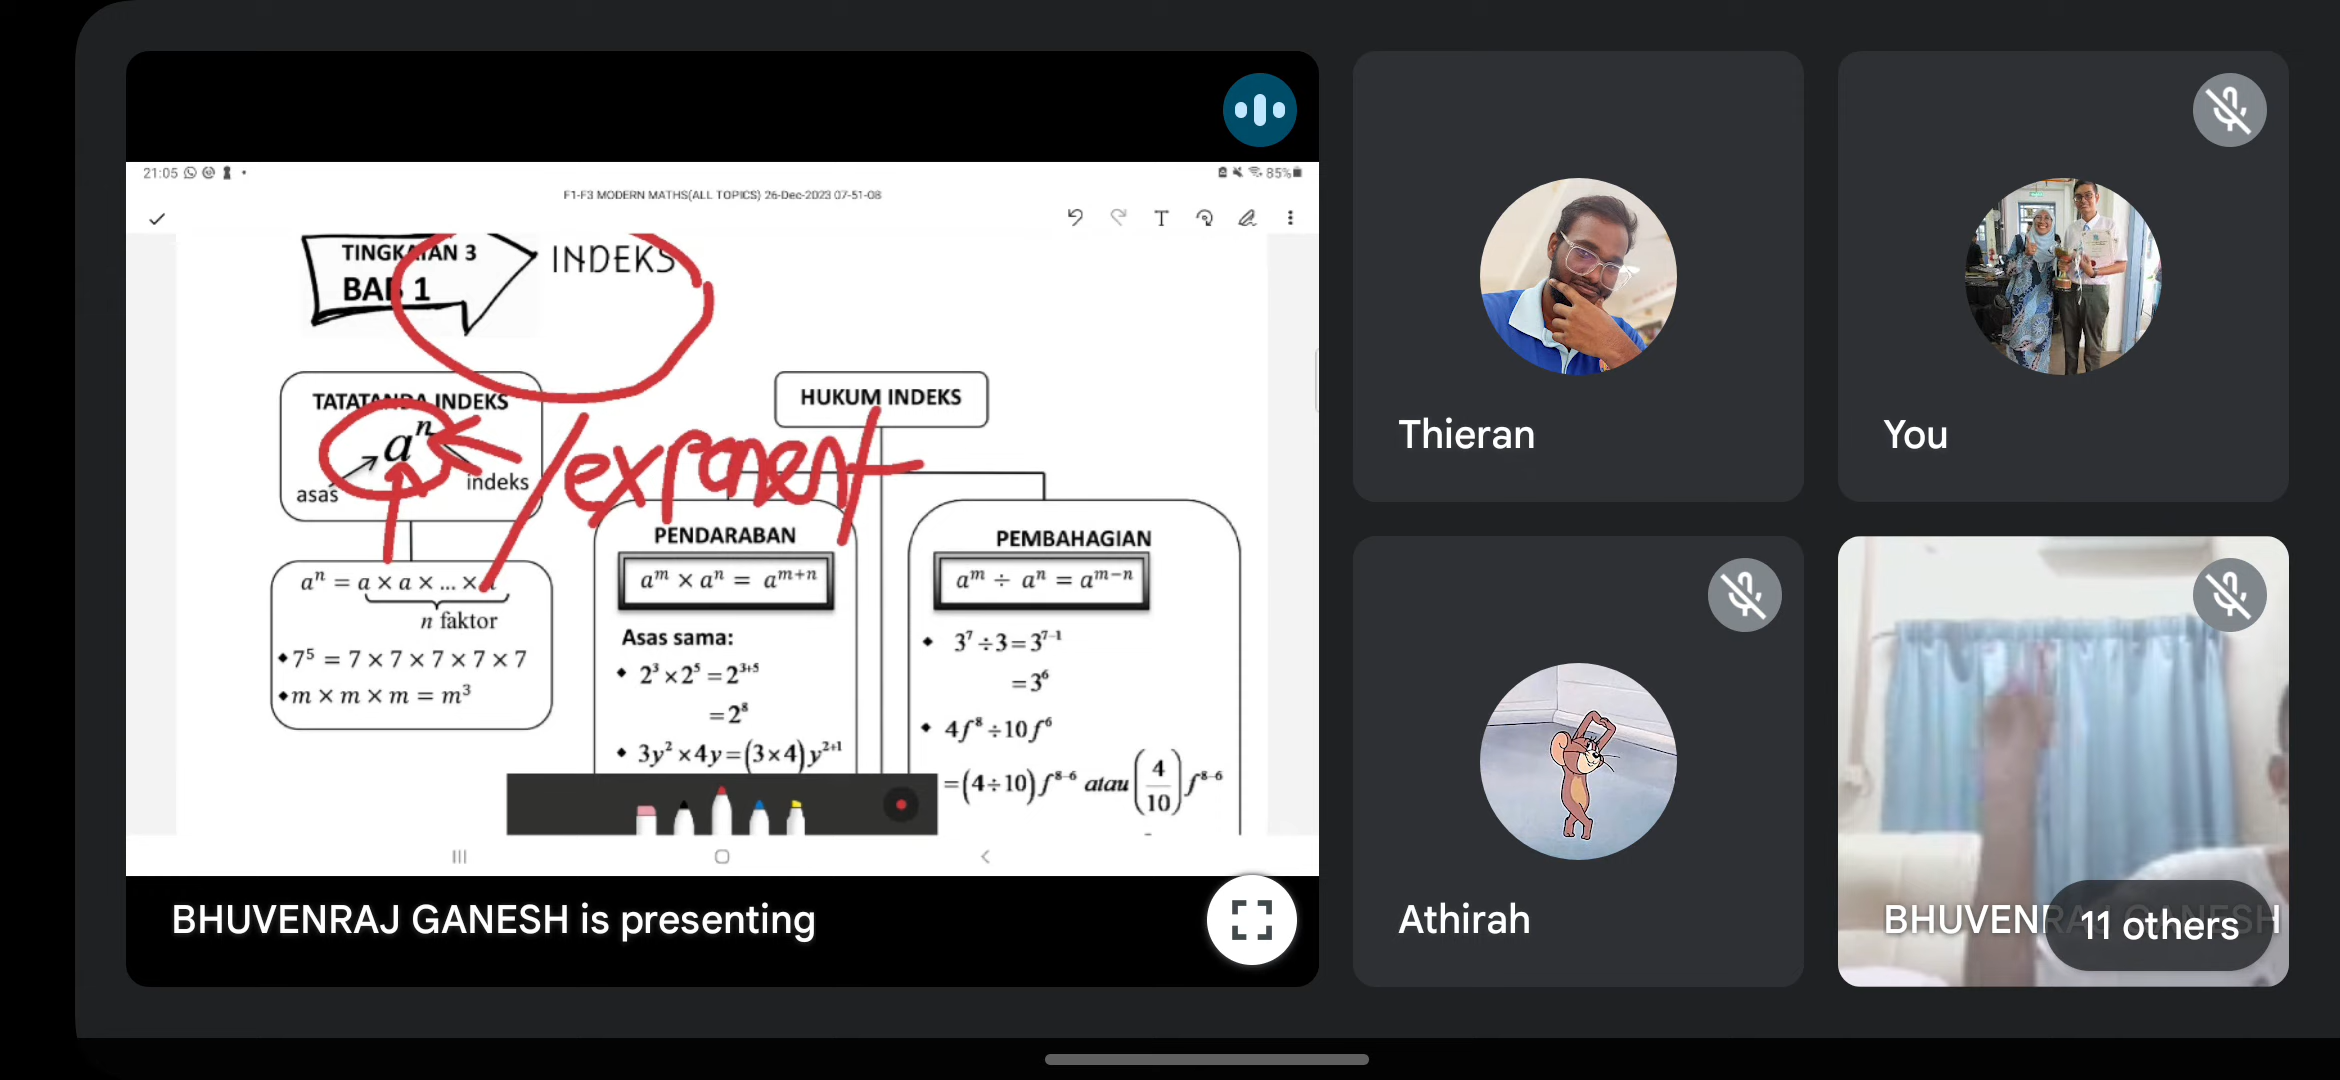 21:05
85%
F1-F3 MODERN MATHS(ALL TOPICS) 26-Dec-2023 07-51-08
T
TINGKATAN 3
BAB 1
INDEKS
TATATANDA INDEKS
aⁿ
asas
indeks
/exponent
aⁿ = a × a × ... × a
n faktor
7⁵ = 7 × 7 × 7 × 7 × 7
m × m × m = m³
HUKUM INDEKS
PENDARABAN
aᵐ × aⁿ = aᵐ⁺ⁿ
Asas sama:
2³ × 2⁵ = 2³⁺⁵
= 2⁸
3y² × 4y = (3 × 4) y²⁺¹
PEMBAHAGIAN
aᵐ ÷ aⁿ = aᵐ⁻ⁿ
3⁷ ÷ 3 = 3⁷⁻¹
= 3⁶
4f⁸ ÷ 10f⁶
= (4 ÷ 10) f⁸⁻⁶ atau (4/10) f⁸⁻⁶
BHUVENRAJ GANESH is presenting
Thieran
You
Athirah
BHUVENRAJ GANESH
11 others